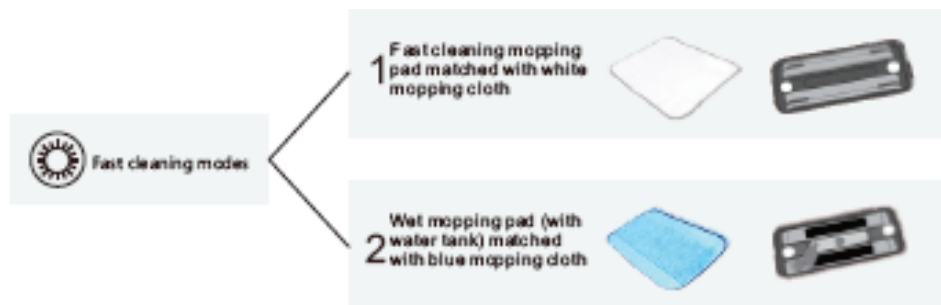 Fast cleaning modes
1
Fast cleaning mopping
pad matched with white
mopping cloth
2
Wet mopping pad (with
water tank) matched
with blue mopping cloth